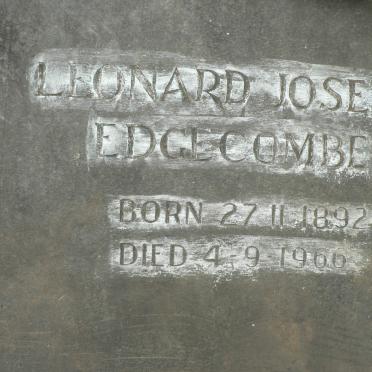 LEONARD JOSE
EDGECOMBE
BORN 27 11 1892
DIED 4-9 1966